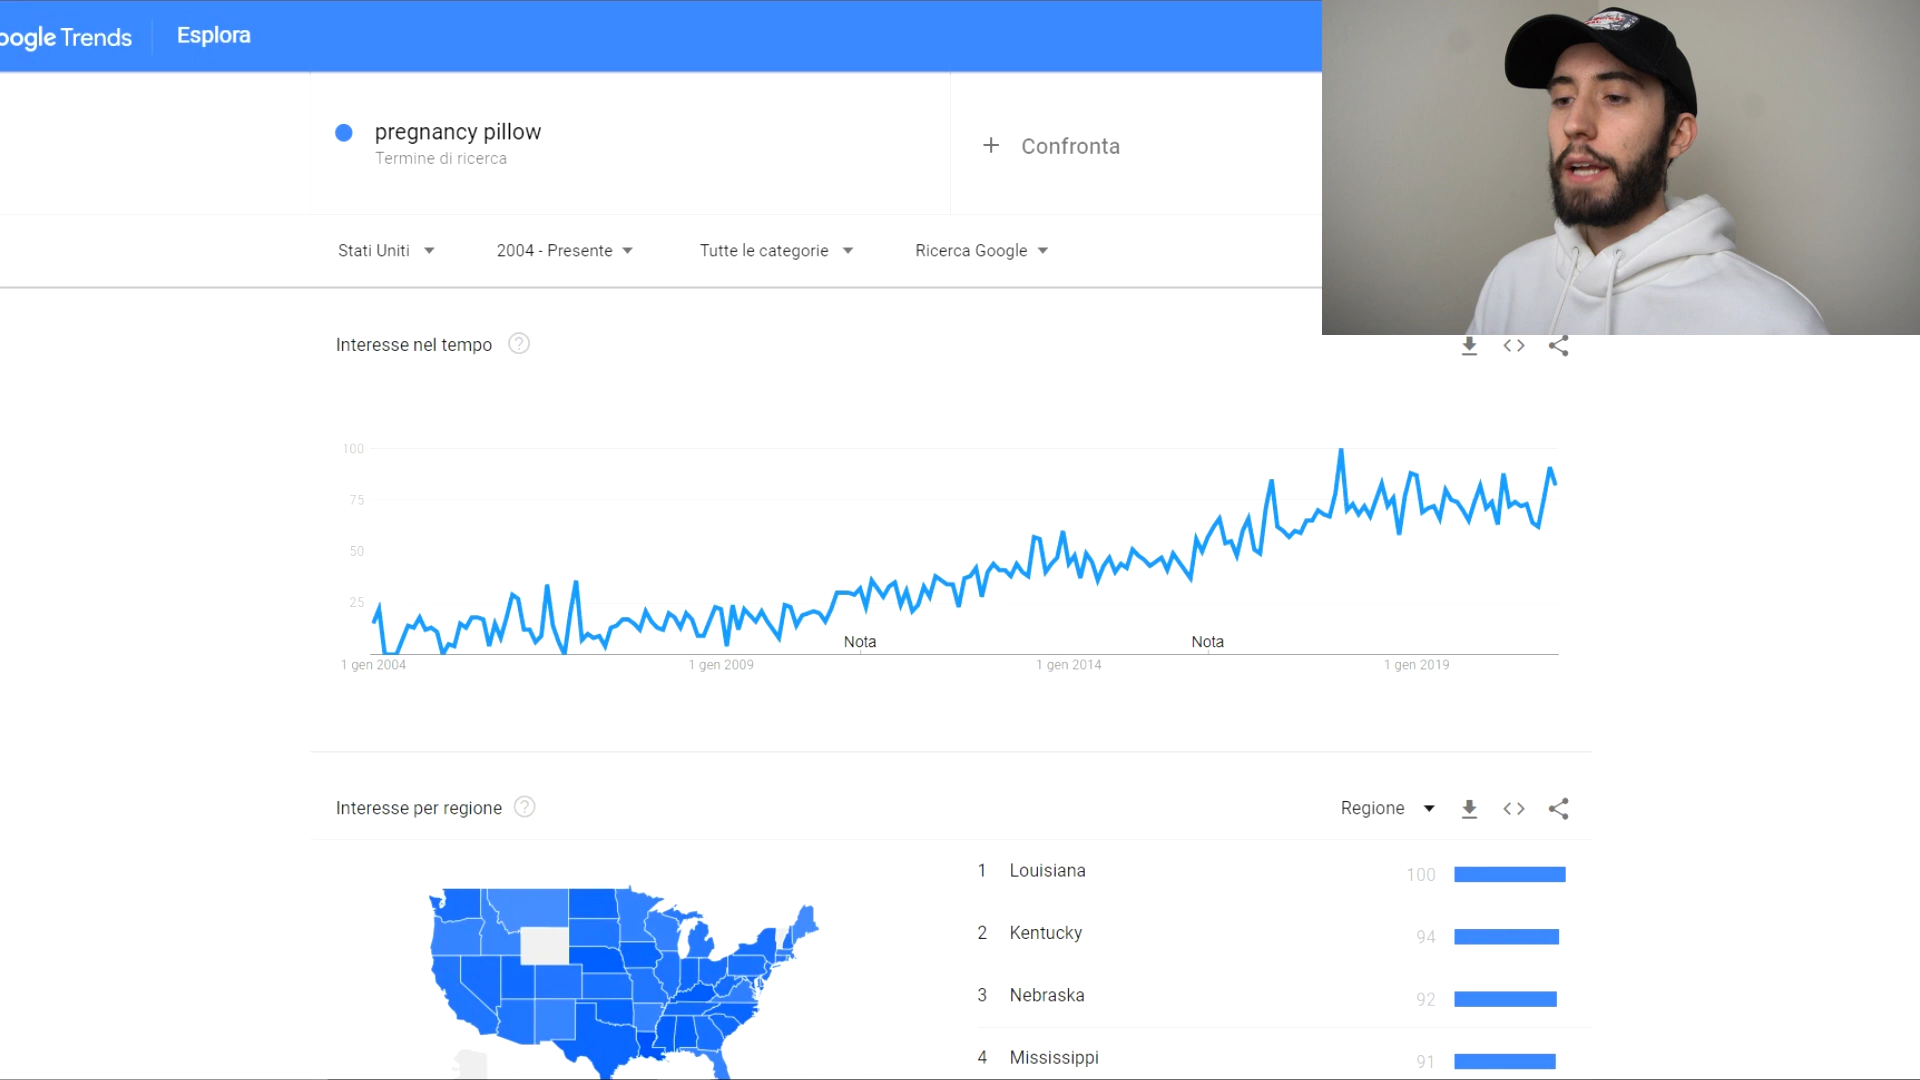 oogle Trends
Esplora
pregnancy pillow
Termine di ricerca
+ Confronta
Stati Uniti
2004 - Presente
Tutte le categorie
Ricerca Google
Interesse nel tempo
100
75
50
25
Nota
Nota
1 gen 2004
1 gen 2009
1 gen 2014
1 gen 2019
Interesse per regione
Regione
1 Louisiana 100
2 Kentucky 94
3 Nebraska 92
4 Mississippi 91